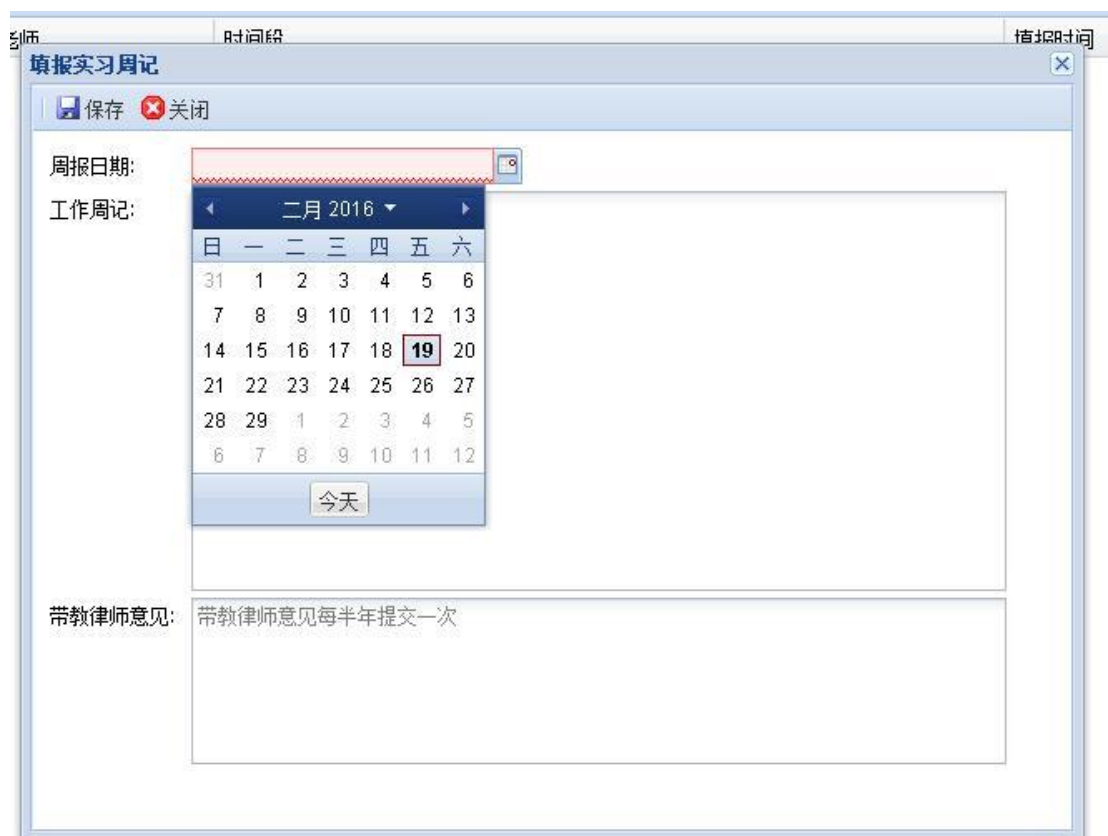 老师 时间段 填报时间
填报实习周记
保存 关闭
周报日期:
工作周记:
二月 2016
日 一 二 三 四 五 六
31 1 2 3 4 5 6
7 8 9 10 11 12 13
14 15 16 17 18 19 20
21 22 23 24 25 26 27
28 29 1 2 3 4 5
6 7 8 9 10 11 12
今天
带教律师意见: 带教律师意见每半年提交一次